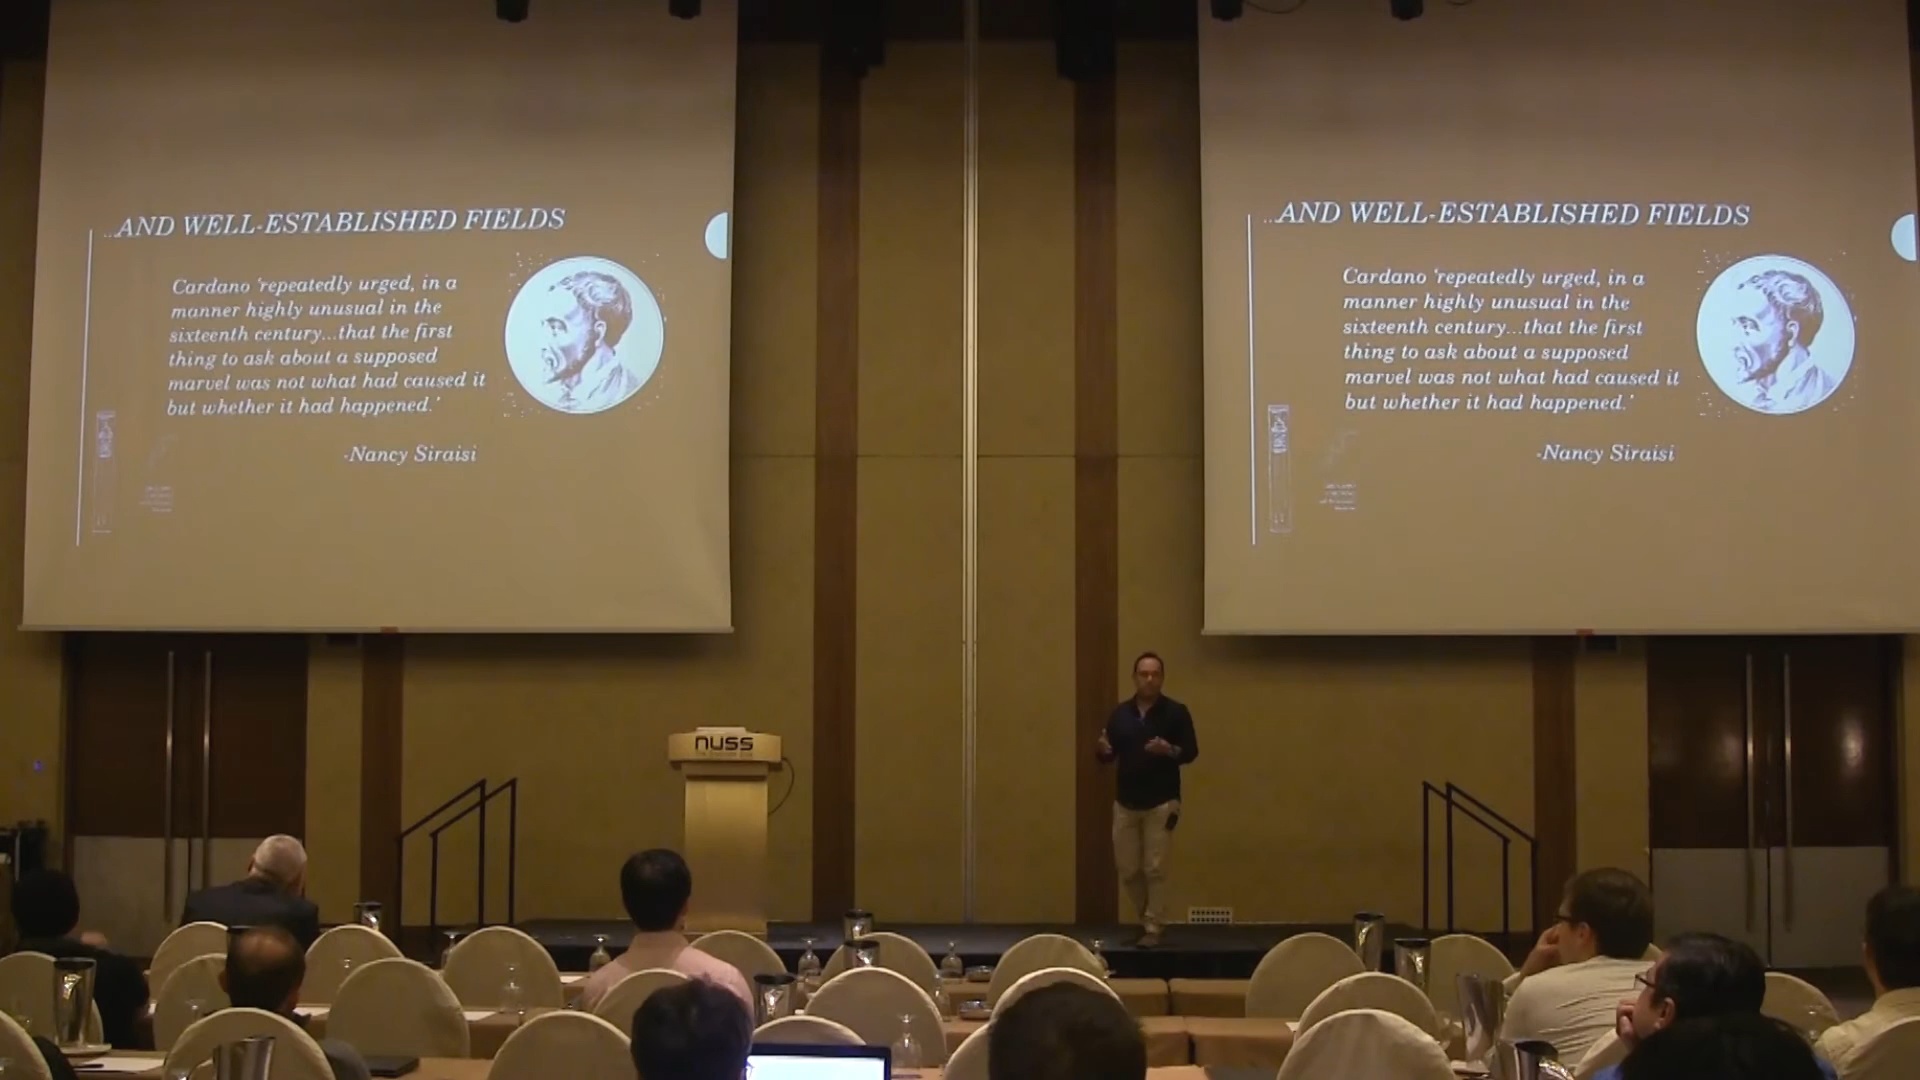 ...AND WELL-ESTABLISHED FIELDS
Cardano 'repeatedly urged, in a
manner highly unusual in the
sixteenth century...that the first
thing to ask about a supposed
marvel was not what had caused it
but whether it had happened.'
-Nancy Siraisi
...AND WELL-ESTABLISHED FIELDS
Cardano 'repeatedly urged, in a
manner highly unusual in the
sixteenth century...that the first
thing to ask about a supposed
marvel was not what had caused it
but whether it had happened.'
-Nancy Siraisi
nuss